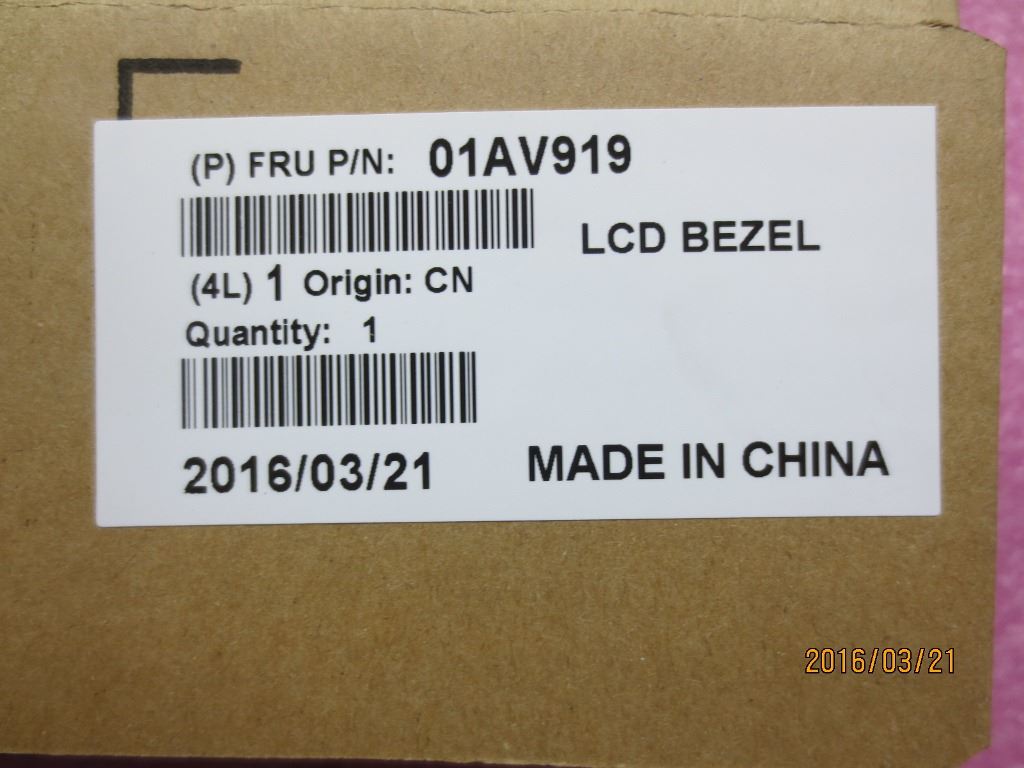 (P) FRU P/N: 01AV919
LCD BEZEL
(4L) 1 Origin: CN
Quantity: 1
2016/03/21 MADE IN CHINA
2016/03/21